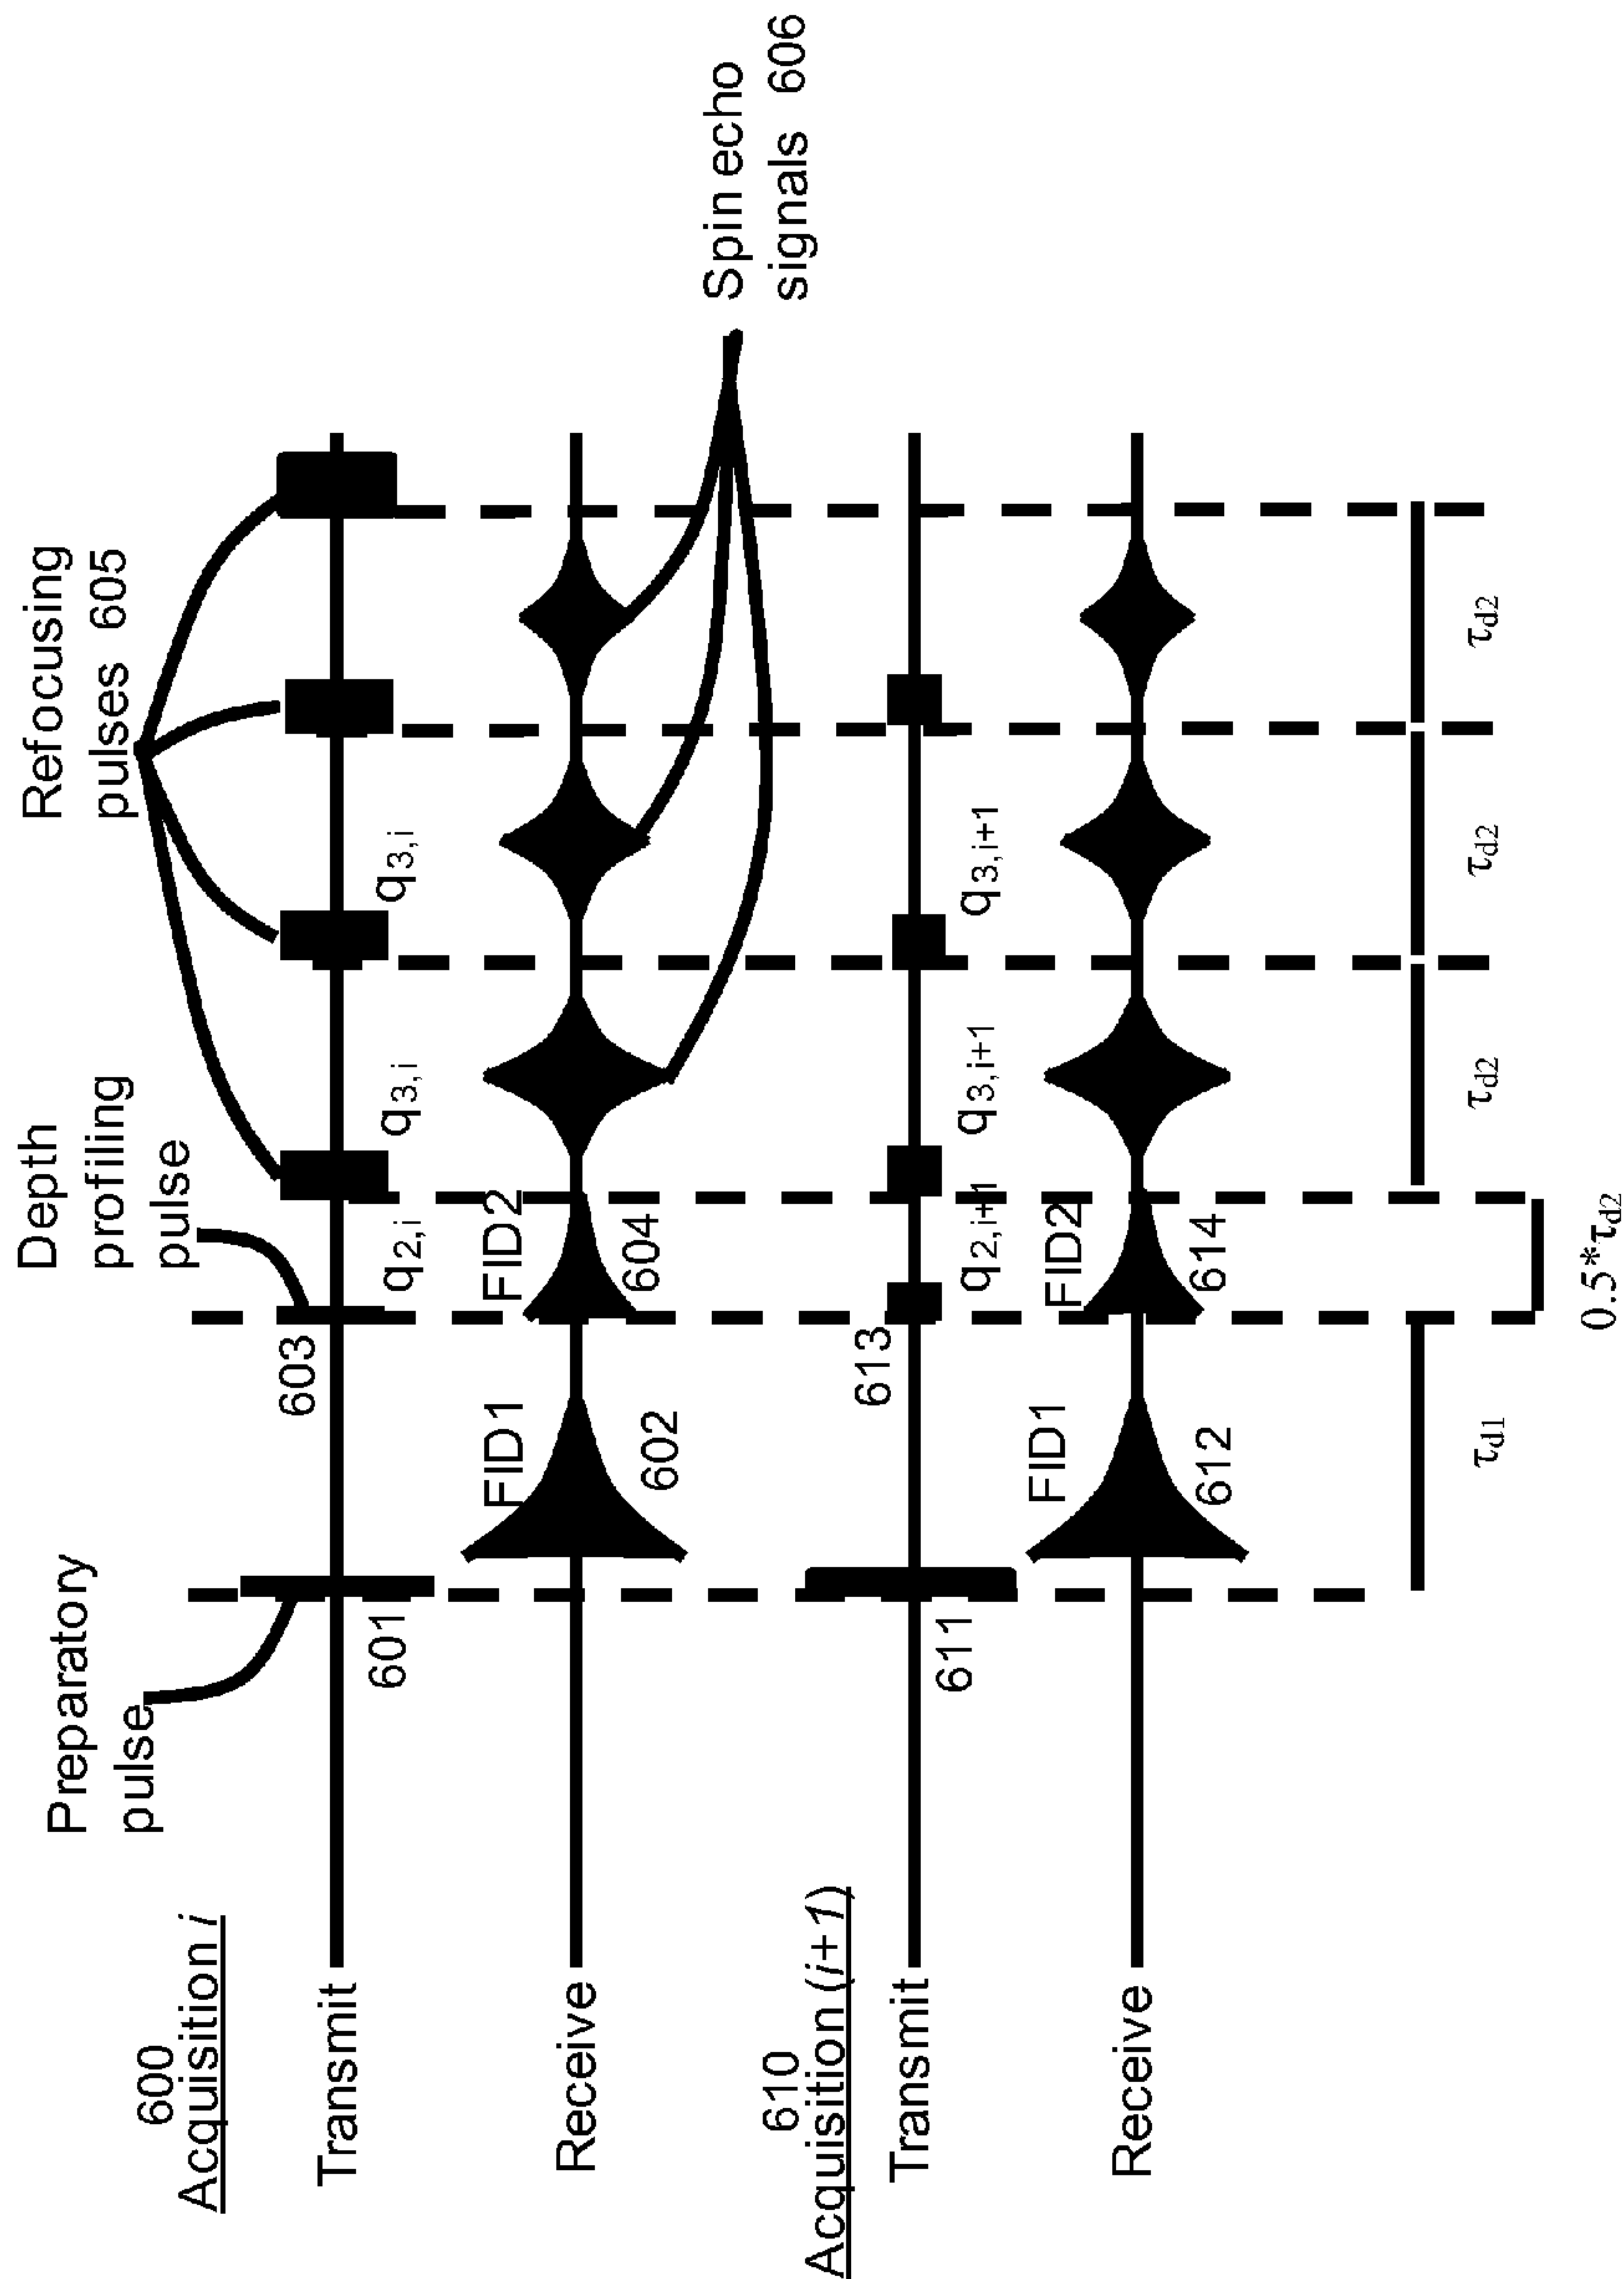 Preparatory
pulse
Depth
profiling
pulse
Refocusing
pulses 605
600
Acquisition i
Transmit
601
603
q2,i
q3,i
q3,i
Receive
FID1
602
FID2
604
Spin echo
signals 606
610
Acquisition (i+1)
Transmit
611
613
q2,i+1
q3,i+1
q3,i+1
Receive
FID1
612
FID2
614
τd1
τd2
τd2
τd2
0.5*τd2